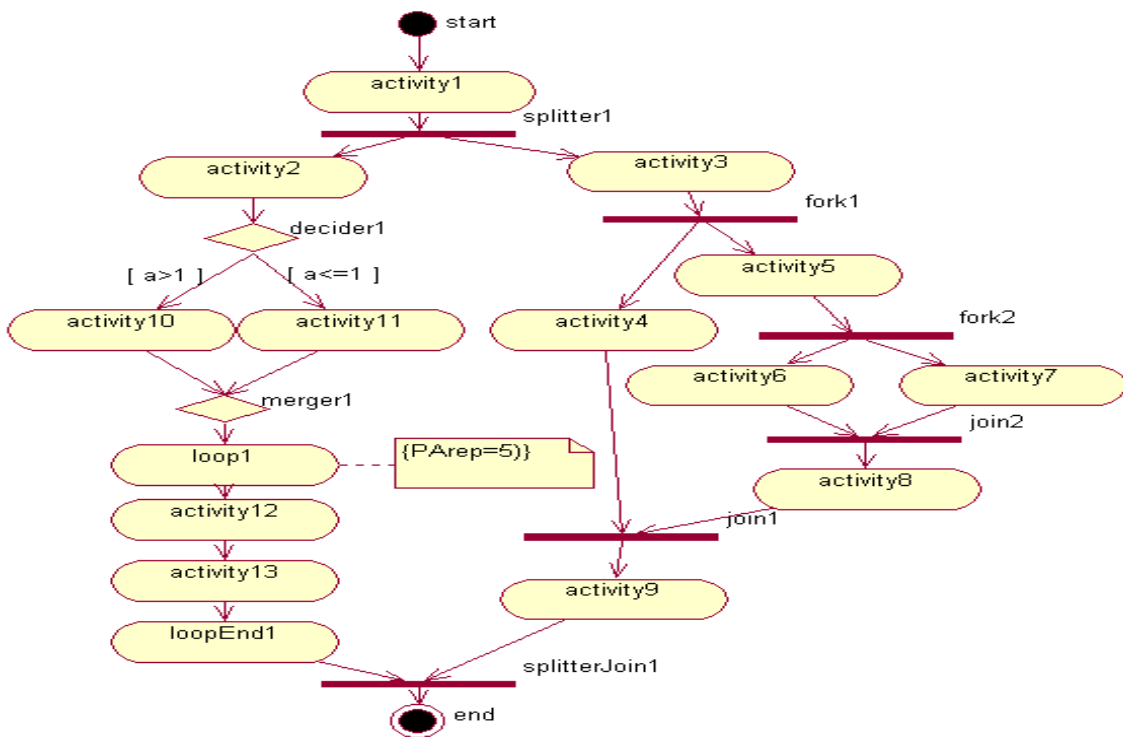 start
activity1
splitter1
activity2
activity3
decider1
fork1
[ a>1 ]
[ a<=1 ]
activity5
activity10
activity11
activity4
fork2
activity6
activity7
merger1
join2
loop1
{PArep=5)}
activity8
activity12
join1
activity13
activity9
loopEnd1
splitterJoin1
end